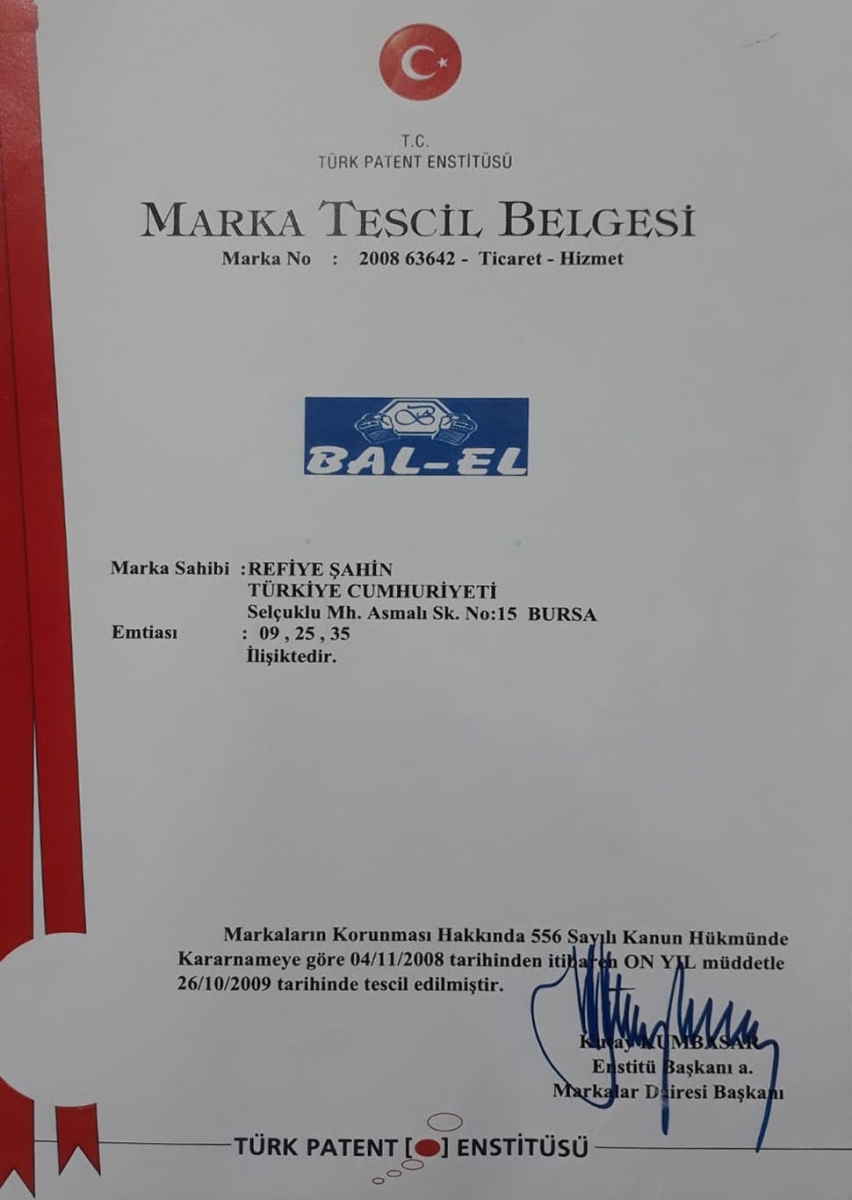 T.C.
TÜRK PATENT ENSTİTÜSÜ
MARKA TESCİL BELGESİ
Marka No : 2008 63642 - Ticaret - Hizmet
BAL-EL
Marka Sahibi :REFİYE ŞAHİN
TÜRKİYE CUMHURİYETİ
Selçuklu Mh. Asmalı Sk. No:15 BURSA
Emtiası : 09 , 25 , 35
İlişiktedir.
Markaların Korunması Hakkında 556 Sayılı Kanun Hükmünde
Kararnameye göre 04/11/2008 tarihinden itibaren ON YIL müddetle
26/10/2009 tarihinde tescil edilmiştir.
KUMBASAR
Enstitü Başkanı a.
Markalar Dairesi Başkanı
TÜRK PATENT [ ] ENSTİTÜSÜ